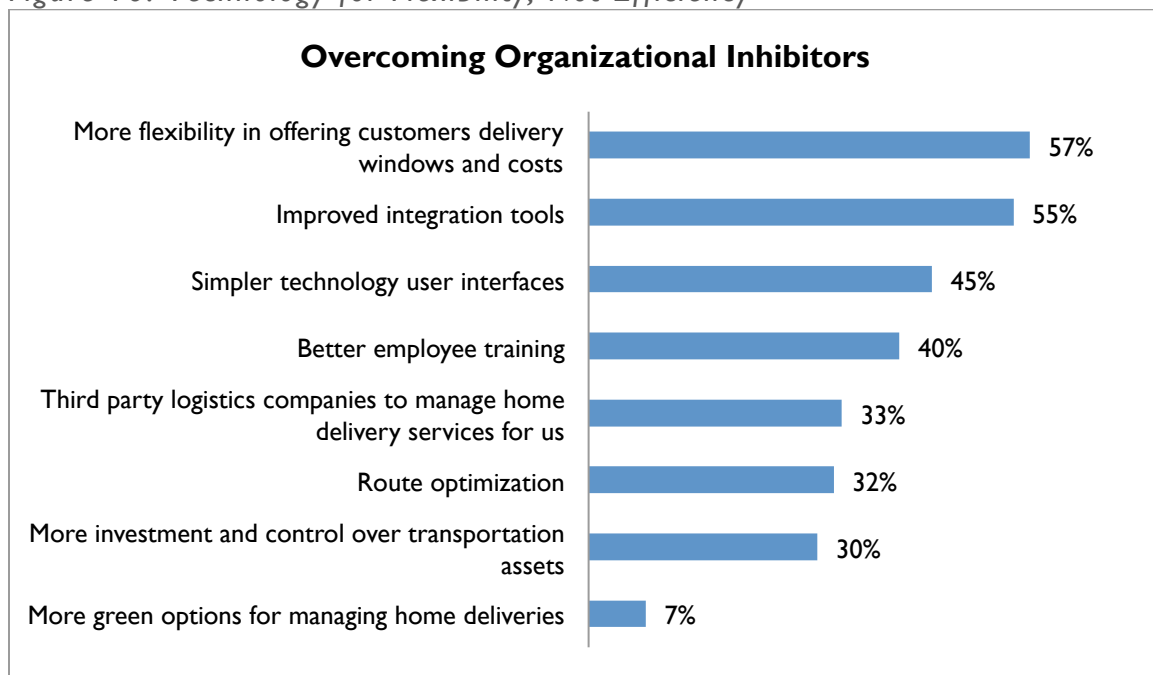 Overcoming Organizational Inhibitors
More flexibility in offering customers delivery
windows and costs
57%
Improved integration tools
55%
Simpler technology user interfaces
45%
Better employee training
40%
Third party logistics companies to manage home
delivery services for us
33%
Route optimization
32%
More investment and control over transportation
assets
30%
More green options for managing home deliveries
7%